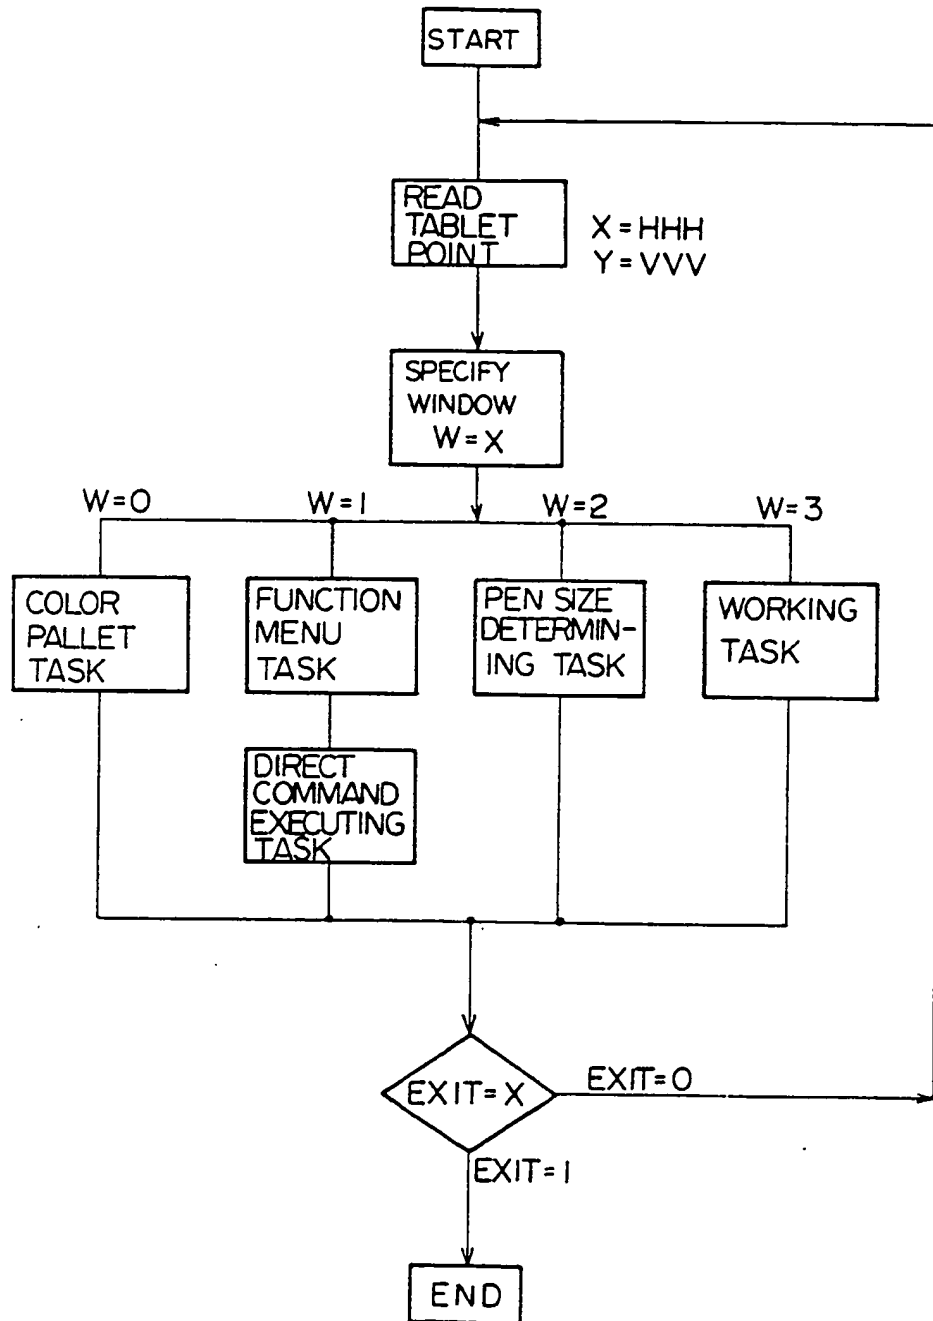 START
READ
TABLET
POINT
X=HHH
Y=VVV
SPECIFY
WINDOW
W=X
W=0
W=1
W=2
W=3
COLOR
PALLET
TASK
FUNCTION
MENU
TASK
PEN SIZE
DETERMIN-
ING TASK
WORKING
TASK
DIRECT
COMMAND
EXECUTING
TASK
EXIT=X
EXIT=0
EXIT=1
END